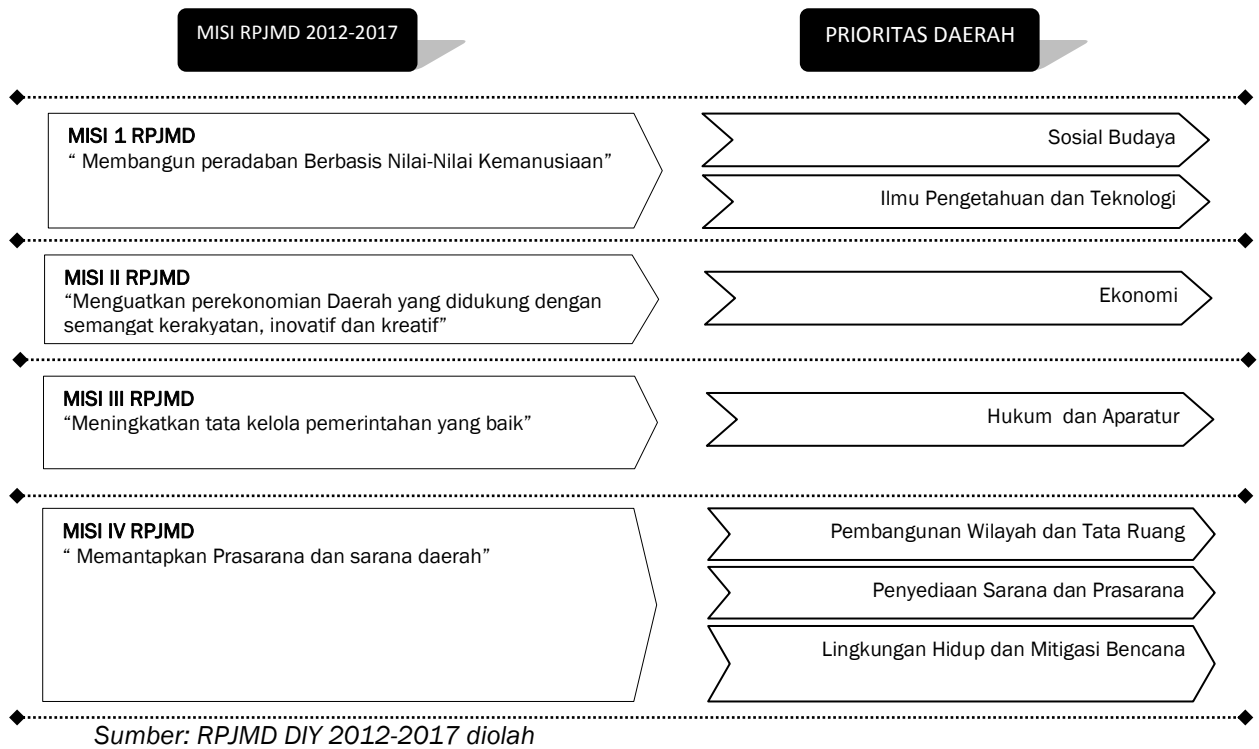 MISI RPJMD 2012-2017
PRIORITAS DAERAH
MISI 1 RPJMD
“ Membangun peradaban Berbasis Nilai-Nilai Kemanusiaan”
Sosial Budaya
Ilmu Pengetahuan dan Teknologi
MISI II RPJMD
“Menguatkan perekonomian Daerah yang didukung dengan
semangat kerakyatan, inovatif dan kreatif”
Ekonomi
MISI III RPJMD
“Meningkatkan tata kelola pemerintahan yang baik”
Hukum dan Aparatur
MISI IV RPJMD
“ Memantapkan Prasarana dan sarana daerah”
Pembangunan Wilayah dan Tata Ruang
Penyediaan Sarana dan Prasarana
Lingkungan Hidup dan Mitigasi Bencana
Sumber: RPJMD DIY 2012-2017 diolah